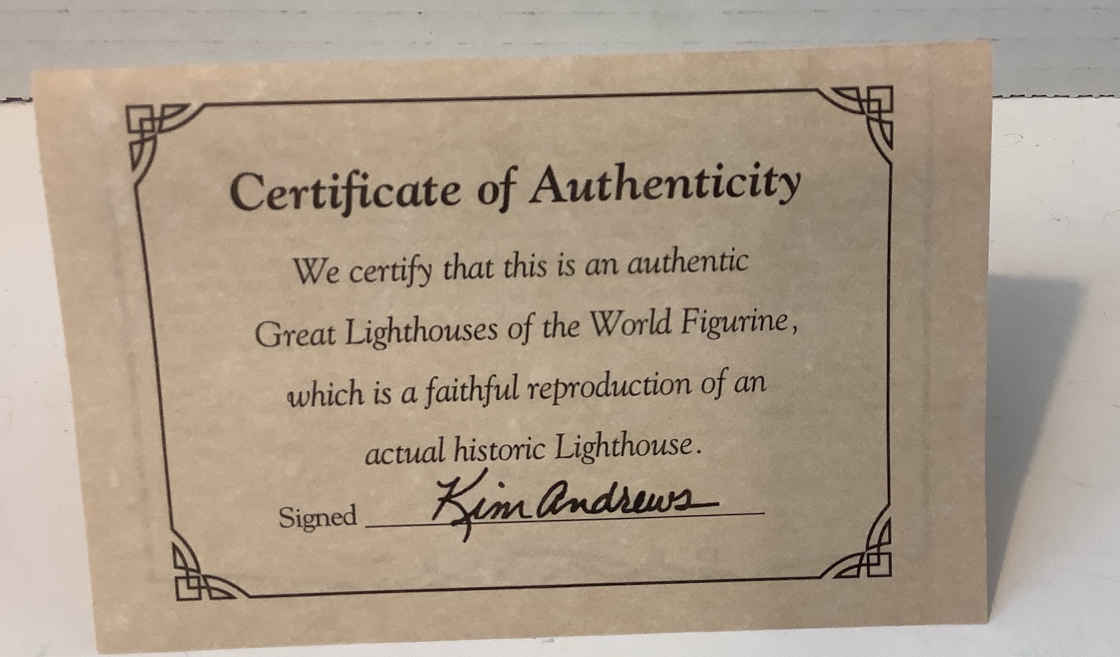 Certificate of Authenticity
We certify that this is an authentic
Great Lighthouses of the World Figurine,
which is a faithful reproduction of an
actual historic Lighthouse.
Signed Kim Andrews